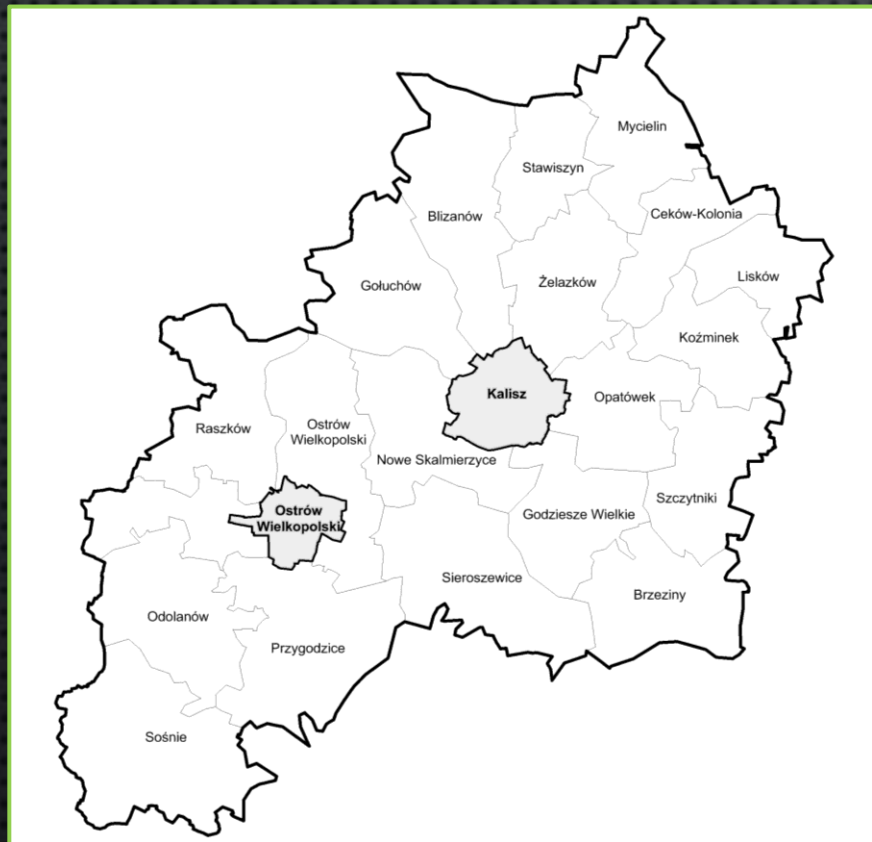 Mycielin
Stawiszyn
Ceków-Kolonia
Blizanów
Lisków
Gołuchów
Żelazków
Koźminek
Kalisz
Opatówek
Raszków
Ostrów
Wielkopolski
Nowe Skalmierzyce
Szczytniki
Ostrów
Wielkopolski
Godziesze Wielkie
Sieroszewice
Brzeziny
Odolanów
Przygodzice
Sośnie